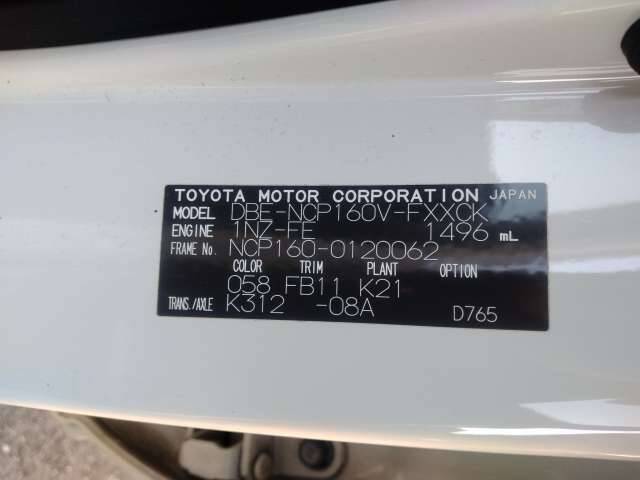 TOYOTA MOTOR CORPORATION JAPAN
MODEL DBE-NCP160V-FXXCK
ENGINE 1NZ-FE 1496 mL
FRAME No. NCP160-0120062
COLOR TRIM PLANT OPTION
058 FB11 K21
TRANS./AXLE K312 -08A D765